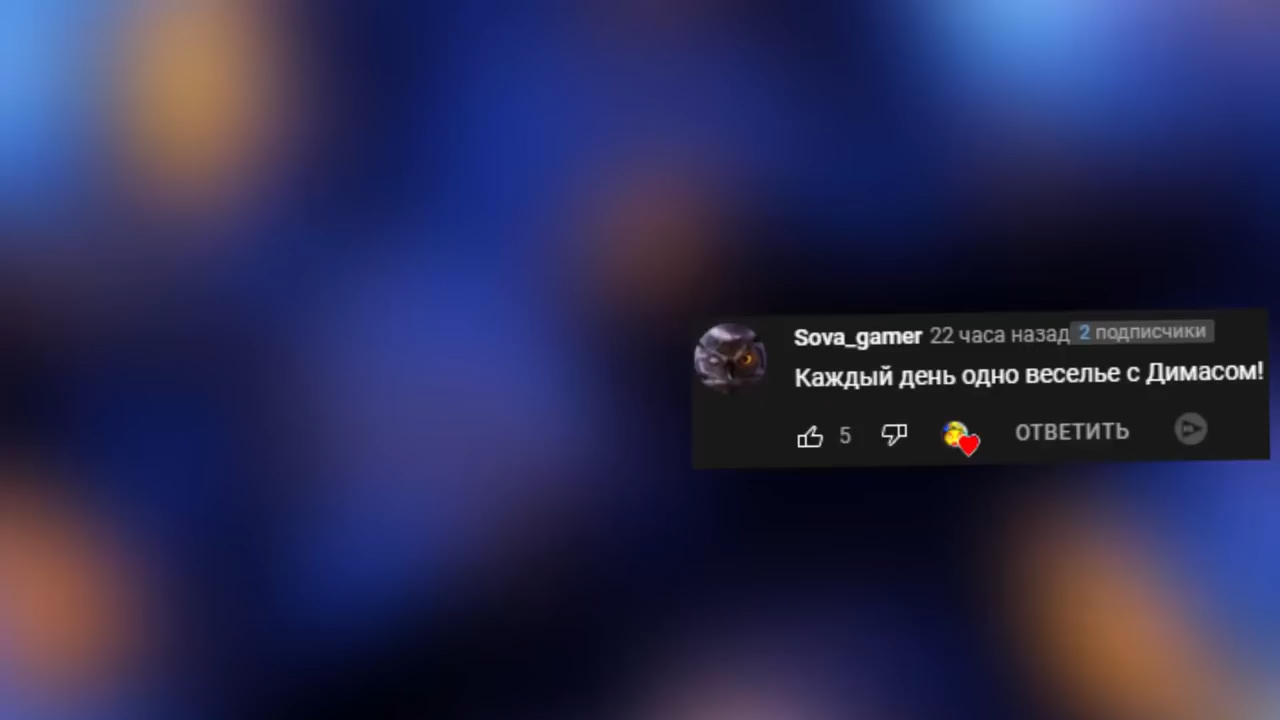 Sova_gamer 22 часа назад 2 подписчики
Каждый день одно веселье с Димасом!
5 ОТВЕТИТЬ